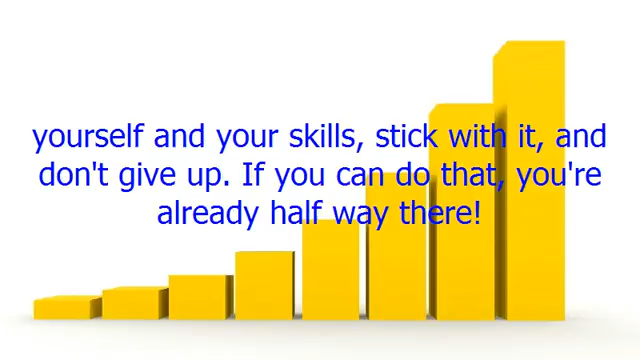 yourself and your skills, stick with it, and
don't give up. If you can do that, you're
already half way there!